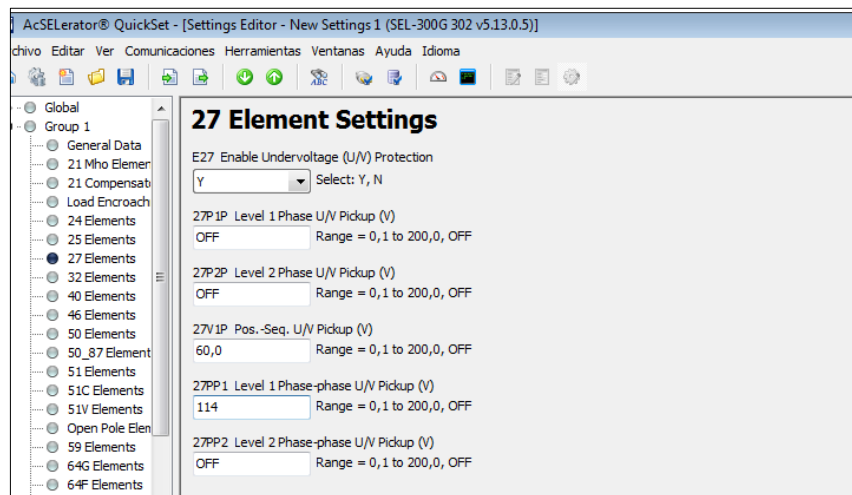 AcSELerator® QuickSet - [Settings Editor - New Settings 1 (SEL-300G 302 v5.13.0.5)]
rchivo Editar Ver Comunicaciones Herramientas Ventanas Ayuda Idioma
Global
Group 1
General Data
21 Mho Elemer
21 Compensat
Load Encroach
24 Elements
25 Elements
27 Elements
32 Elements
40 Elements
46 Elements
50 Elements
50_87 Element
51 Elements
51C Elements
51V Elements
Open Pole Elen
59 Elements
64G Elements
64F Elements
27 Element Settings
E27 Enable Undervoltage (U/V) Protection
Y Select: Y, N
27P1P Level 1 Phase U/V Pickup (V)
OFF Range = 0,1 to 200,0, OFF
27P2P Level 2 Phase U/V Pickup (V)
OFF Range = 0,1 to 200,0, OFF
27V1P Pos.-Seq. U/V Pickup (V)
60,0 Range = 0,1 to 200,0, OFF
27PP1 Level 1 Phase-phase U/V Pickup (V)
114 Range = 0,1 to 200,0, OFF
27PP2 Level 2 Phase-phase U/V Pickup (V)
OFF Range = 0,1 to 200,0, OFF